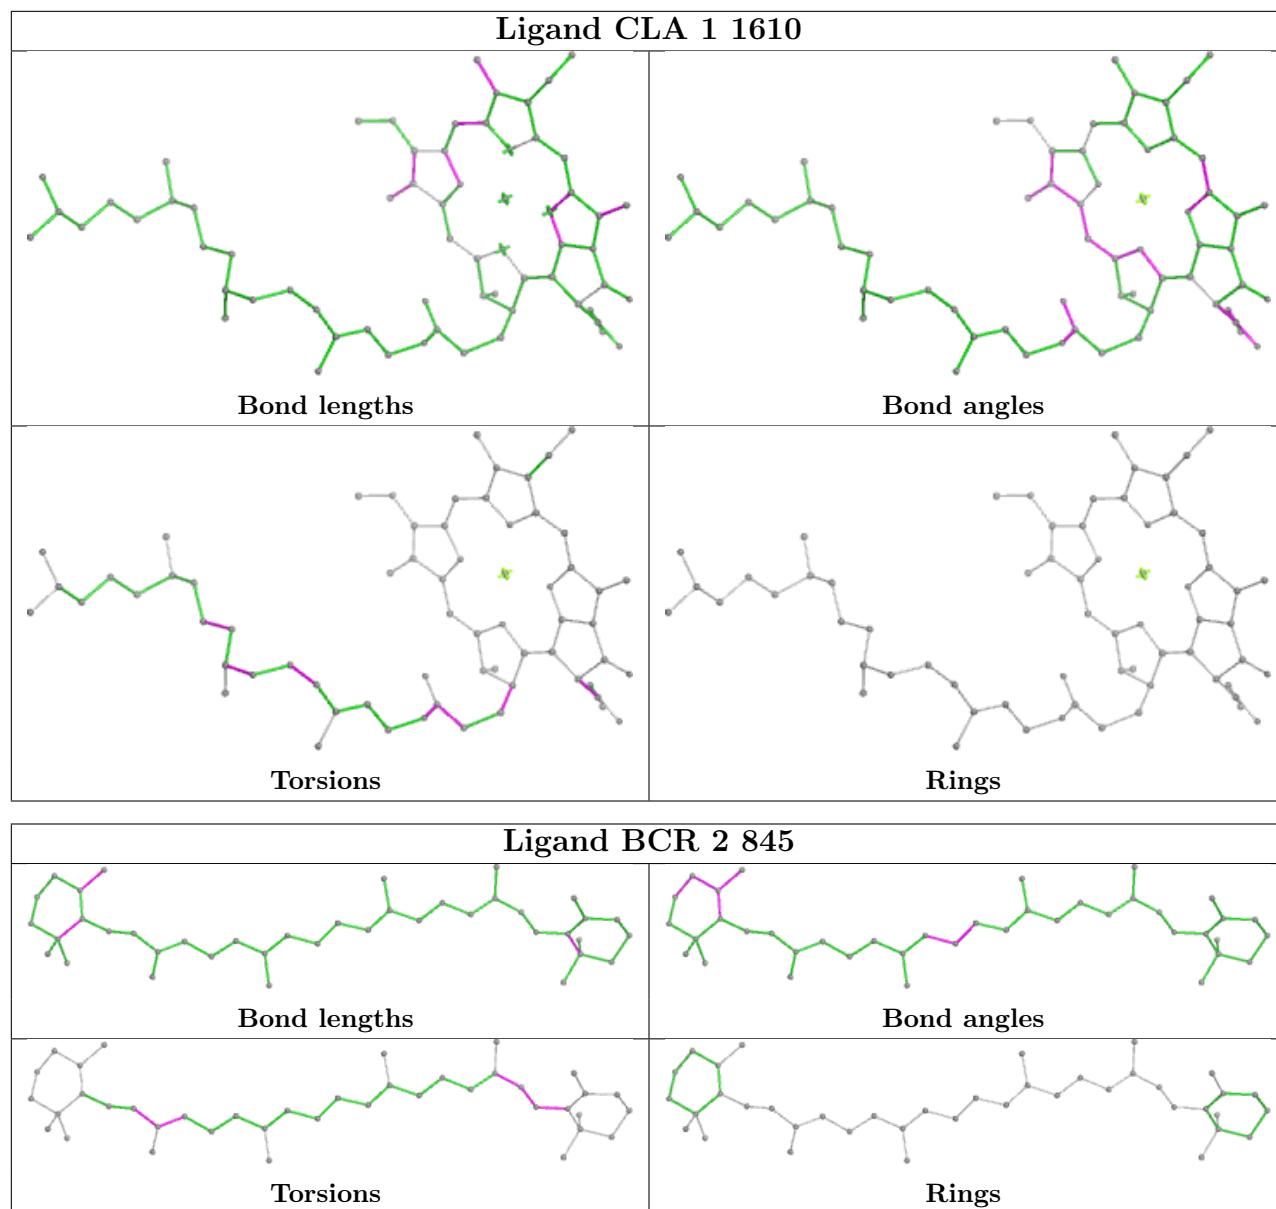 Ligand CLA 1 1610
Bond lengths
Bond angles
Torsions
Rings
Ligand BCR 2 845
Bond lengths
Bond angles
Torsions
Rings